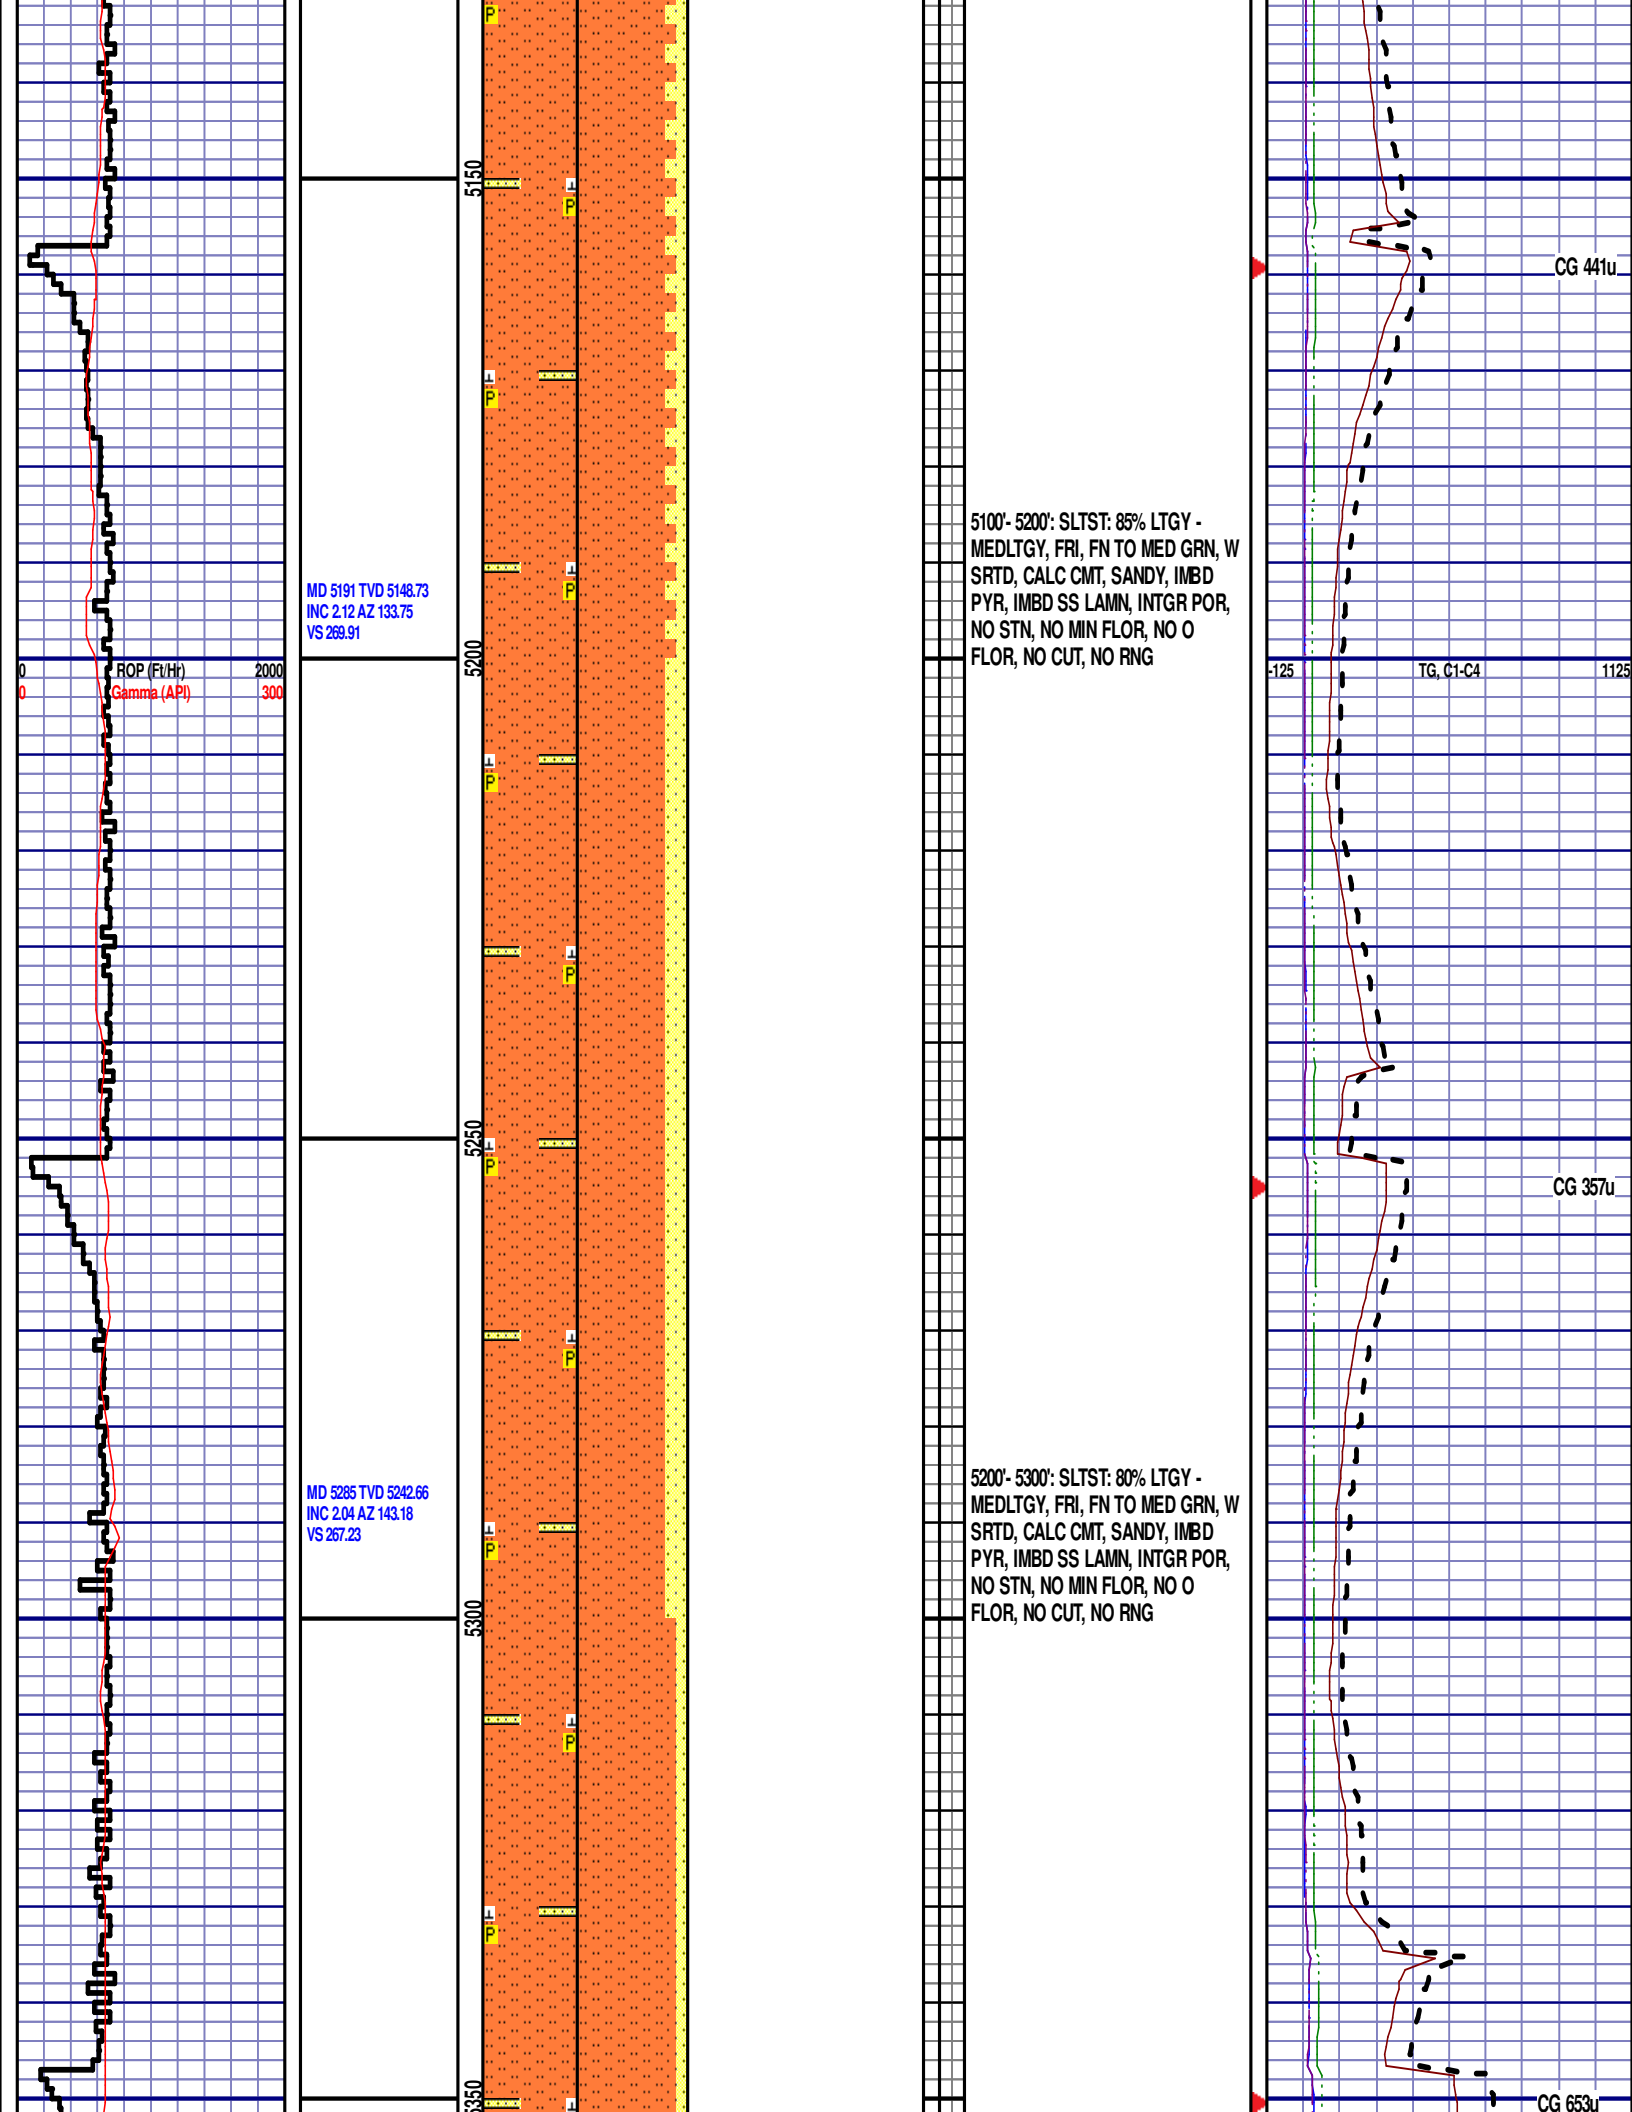 P
5150
P
CG 441u
P
5100'- 5200': SLTST: 85% LTGY -
MEDLTGY, FRI, FN TO MED GRN, W
SRTD, CALC CMT, SANDY, IMBD
PYR, IMBD SS LAMN, INTGR POR,
NO STN, NO MIN FLOR, NO O
FLOR, NO CUT, NO RNG
MD 5191 TVD 5148.73
INC 2.12 AZ 133.75
VS 269.91
P
5200
0 ROP (Ft/Hr) 2000
0 Gamma (API) 300
-125 TG, C1-C4 1125
P
P
5250
P
CG 357u
P
5200'- 5300': SLTST: 80% LTGY -
MEDLTGY, FRI, FN TO MED GRN, W
SRTD, CALC CMT, SANDY, IMBD
PYR, IMBD SS LAMN, INTGR POR,
NO STN, NO MIN FLOR, NO O
FLOR, NO CUT, NO RNG
MD 5285 TVD 5242.66
INC 2.04 AZ 143.18
VS 267.23
P
5300
P
P
5350
CG 653u